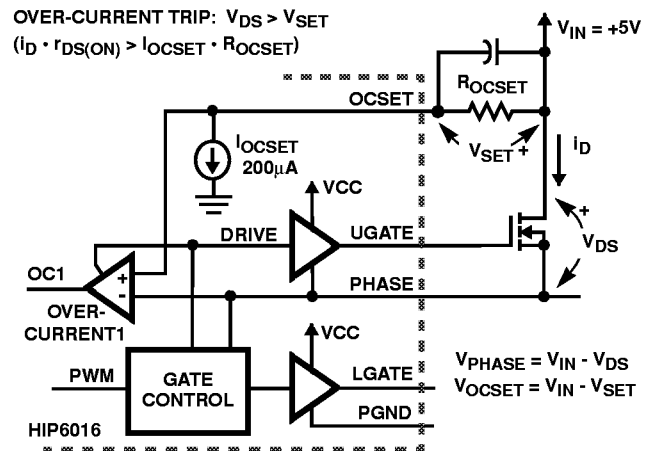 OVER-CURRENT TRIP: VDS > VSET
(iD • rDS(ON) > IOCSET • ROCSET)
VIN = +5V
OCSET
ROCSET
VSET +
iD
IOCSET
200µA
VCC
DRIVE
UGATE
+
VDS
OC1
+
-
OVER-
CURRENT1
PHASE
VCC
PWM
GATE
CONTROL
LGATE
PGND
VPHASE = VIN - VDS
VOCSET = VIN - VSET
HIP6016